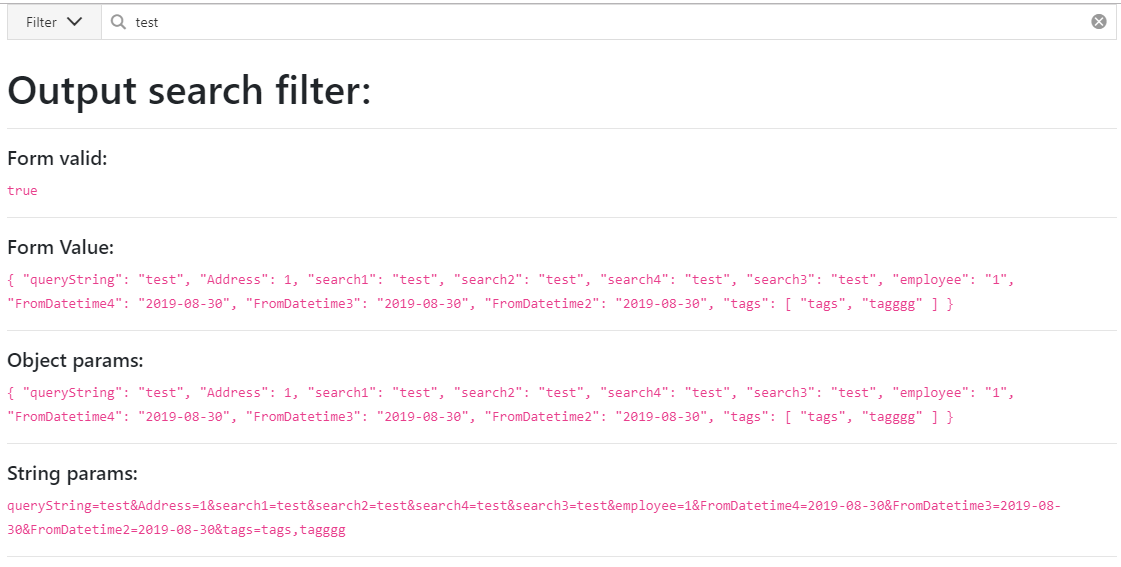 Filter test
Output search filter:
Form valid:
true
Form Value:
{ "queryString": "test", "Address": 1, "search1": "test", "search2": "test", "search4": "test", "search3": "test", "employee": "1",
"FromDatetime4": "2019-08-30", "FromDatetime3": "2019-08-30", "FromDatetime2": "2019-08-30", "tags": [ "tags", "tagggg" ] }
Object params:
{ "queryString": "test", "Address": 1, "search1": "test", "search2": "test", "search4": "test", "search3": "test", "employee": "1",
"FromDatetime4": "2019-08-30", "FromDatetime3": "2019-08-30", "FromDatetime2": "2019-08-30", "tags": [ "tags", "tagggg" ] }
String params:
queryString=test&Address=1&search1=test&search2=test&search4=test&search3=test&employee=1&FromDatetime4=2019-08-30&FromDatetime3=2019-08-
30&FromDatetime2=2019-08-30&tags=tags,tagggg